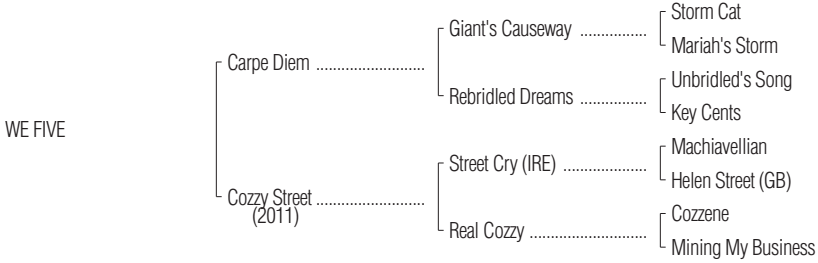 Storm Cat
Giant's Causeway ................
Mariah's Storm
Carpe Diem ..........................
Unbridled's Song
Rebridled Dreams ................
Key Cents
WE FIVE
Machiavellian
Street Cry (IRE) ....................
Helen Street (GB)
Cozzy Street ..........................
(2011)
Cozzene
Real Cozzy ............................
Mining My Business